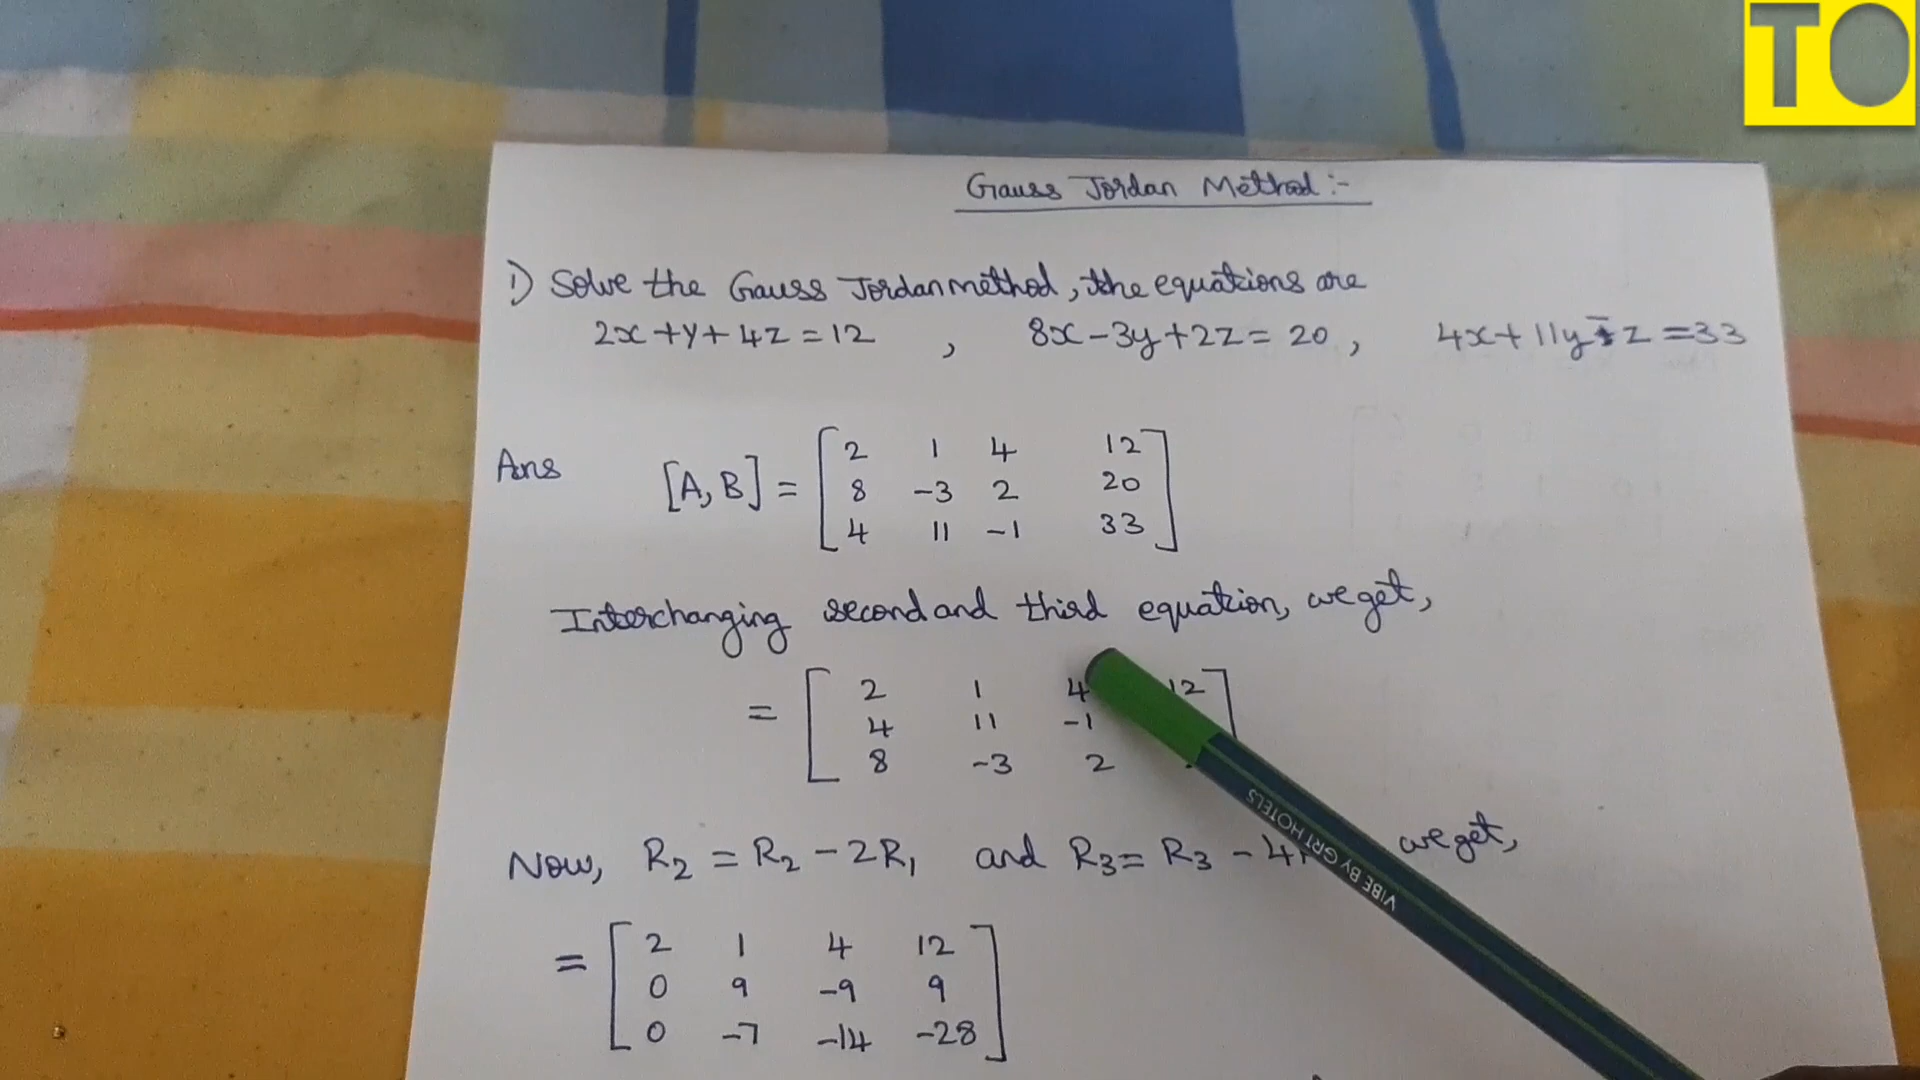 TO
Gauss Jordan Method :-
1) Solve the Gauss Jordan method, the equations are
2x + y + 4z = 12 , 8x - 3y + 2z = 20 , 4x + 11y - z = 33
Ans [A, B] = [ 2 1 4 12
8 -3 2 20
4 11 -1 33 ]
Interchanging second and third equation, we get,
= [ 2 1 4 12
4 11 -1
8 -3 2 ]
Now, R2 = R2 - 2R1 and R3 = R3 - 4 we get,
VIBE BY GRT HOTELS
= [ 2 1 4 12
0 9 -9 9
0 -7 -14 -28 ]